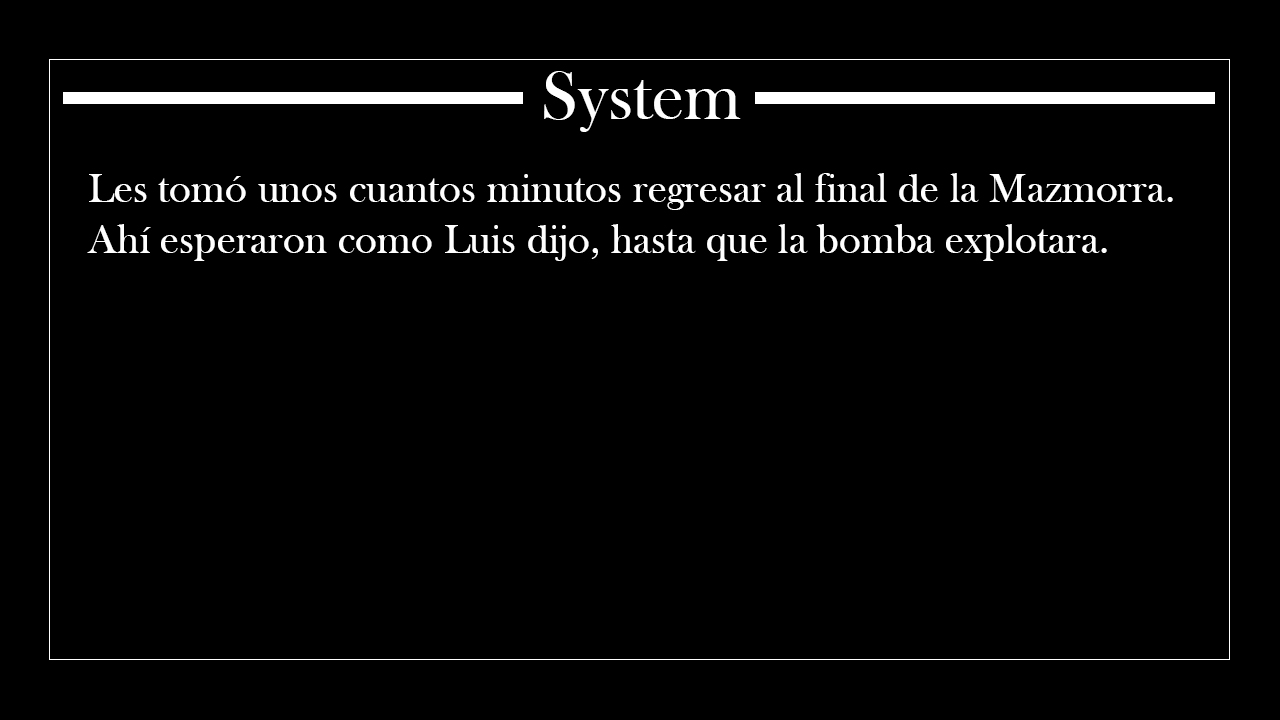 System
Les tomó unos cuantos minutos regresar al final de la Mazmorra.
Ahí esperaron como Luis dijo, hasta que la bomba explotara.